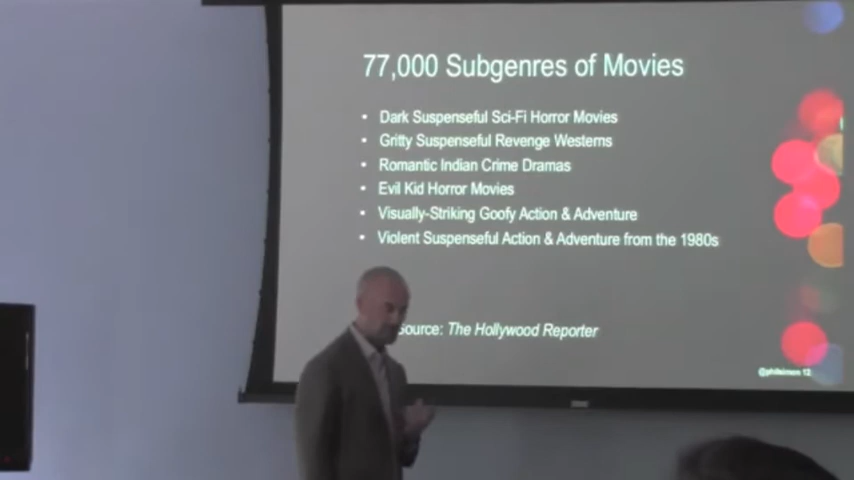 77,000 Subgenres of Movies
• Dark Suspenseful Sci-Fi Horror Movies
• Gritty Suspenseful Revenge Westerns
• Romantic Indian Crime Dramas
• Evil Kid Horror Movies
• Visually-Striking Goofy Action & Adventure
• Violent Suspenseful Action & Adventure from the 1980s
Source: The Hollywood Reporter
@philsimon 12